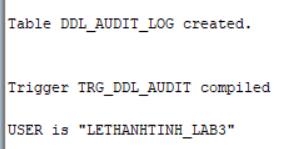 Table DDL_AUDIT_LOG created.
Trigger TRG_DDL_AUDIT compiled
USER is "LETHANHTINH_LAB3"